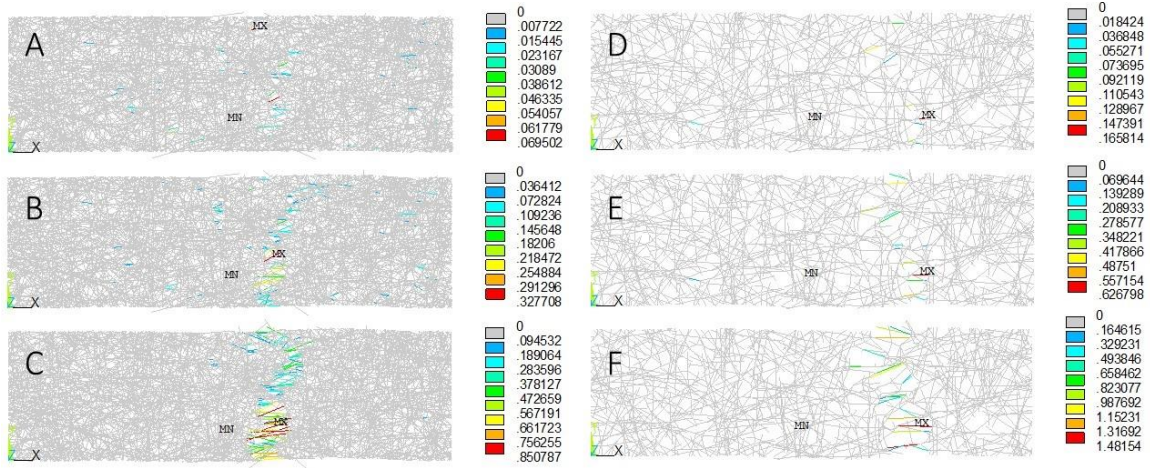 A
MX
MN
X
0
.007722
.015445
.023167
.03089
.038612
.046335
.054057
.061779
.069502
D
MN
MX
X
0
.018424
.036848
.055271
.073695
.092119
.110543
.128967
.147391
.165814
B
MX
MN
X
0
.036412
.072824
.109236
.145648
.18206
.218472
.254884
.291296
.327708
E
MN
MX
X
0
.069644
.139289
.208933
.278577
.348221
.417866
.48751
.557154
.626798
C
MN
MX
X
0
.094532
.189064
.283596
.378127
.472659
.567191
.661723
.756255
.850787
F
MN
MX
X
0
.164615
.329231
.493846
.658462
.823077
.987692
1.15231
1.31692
1.48154